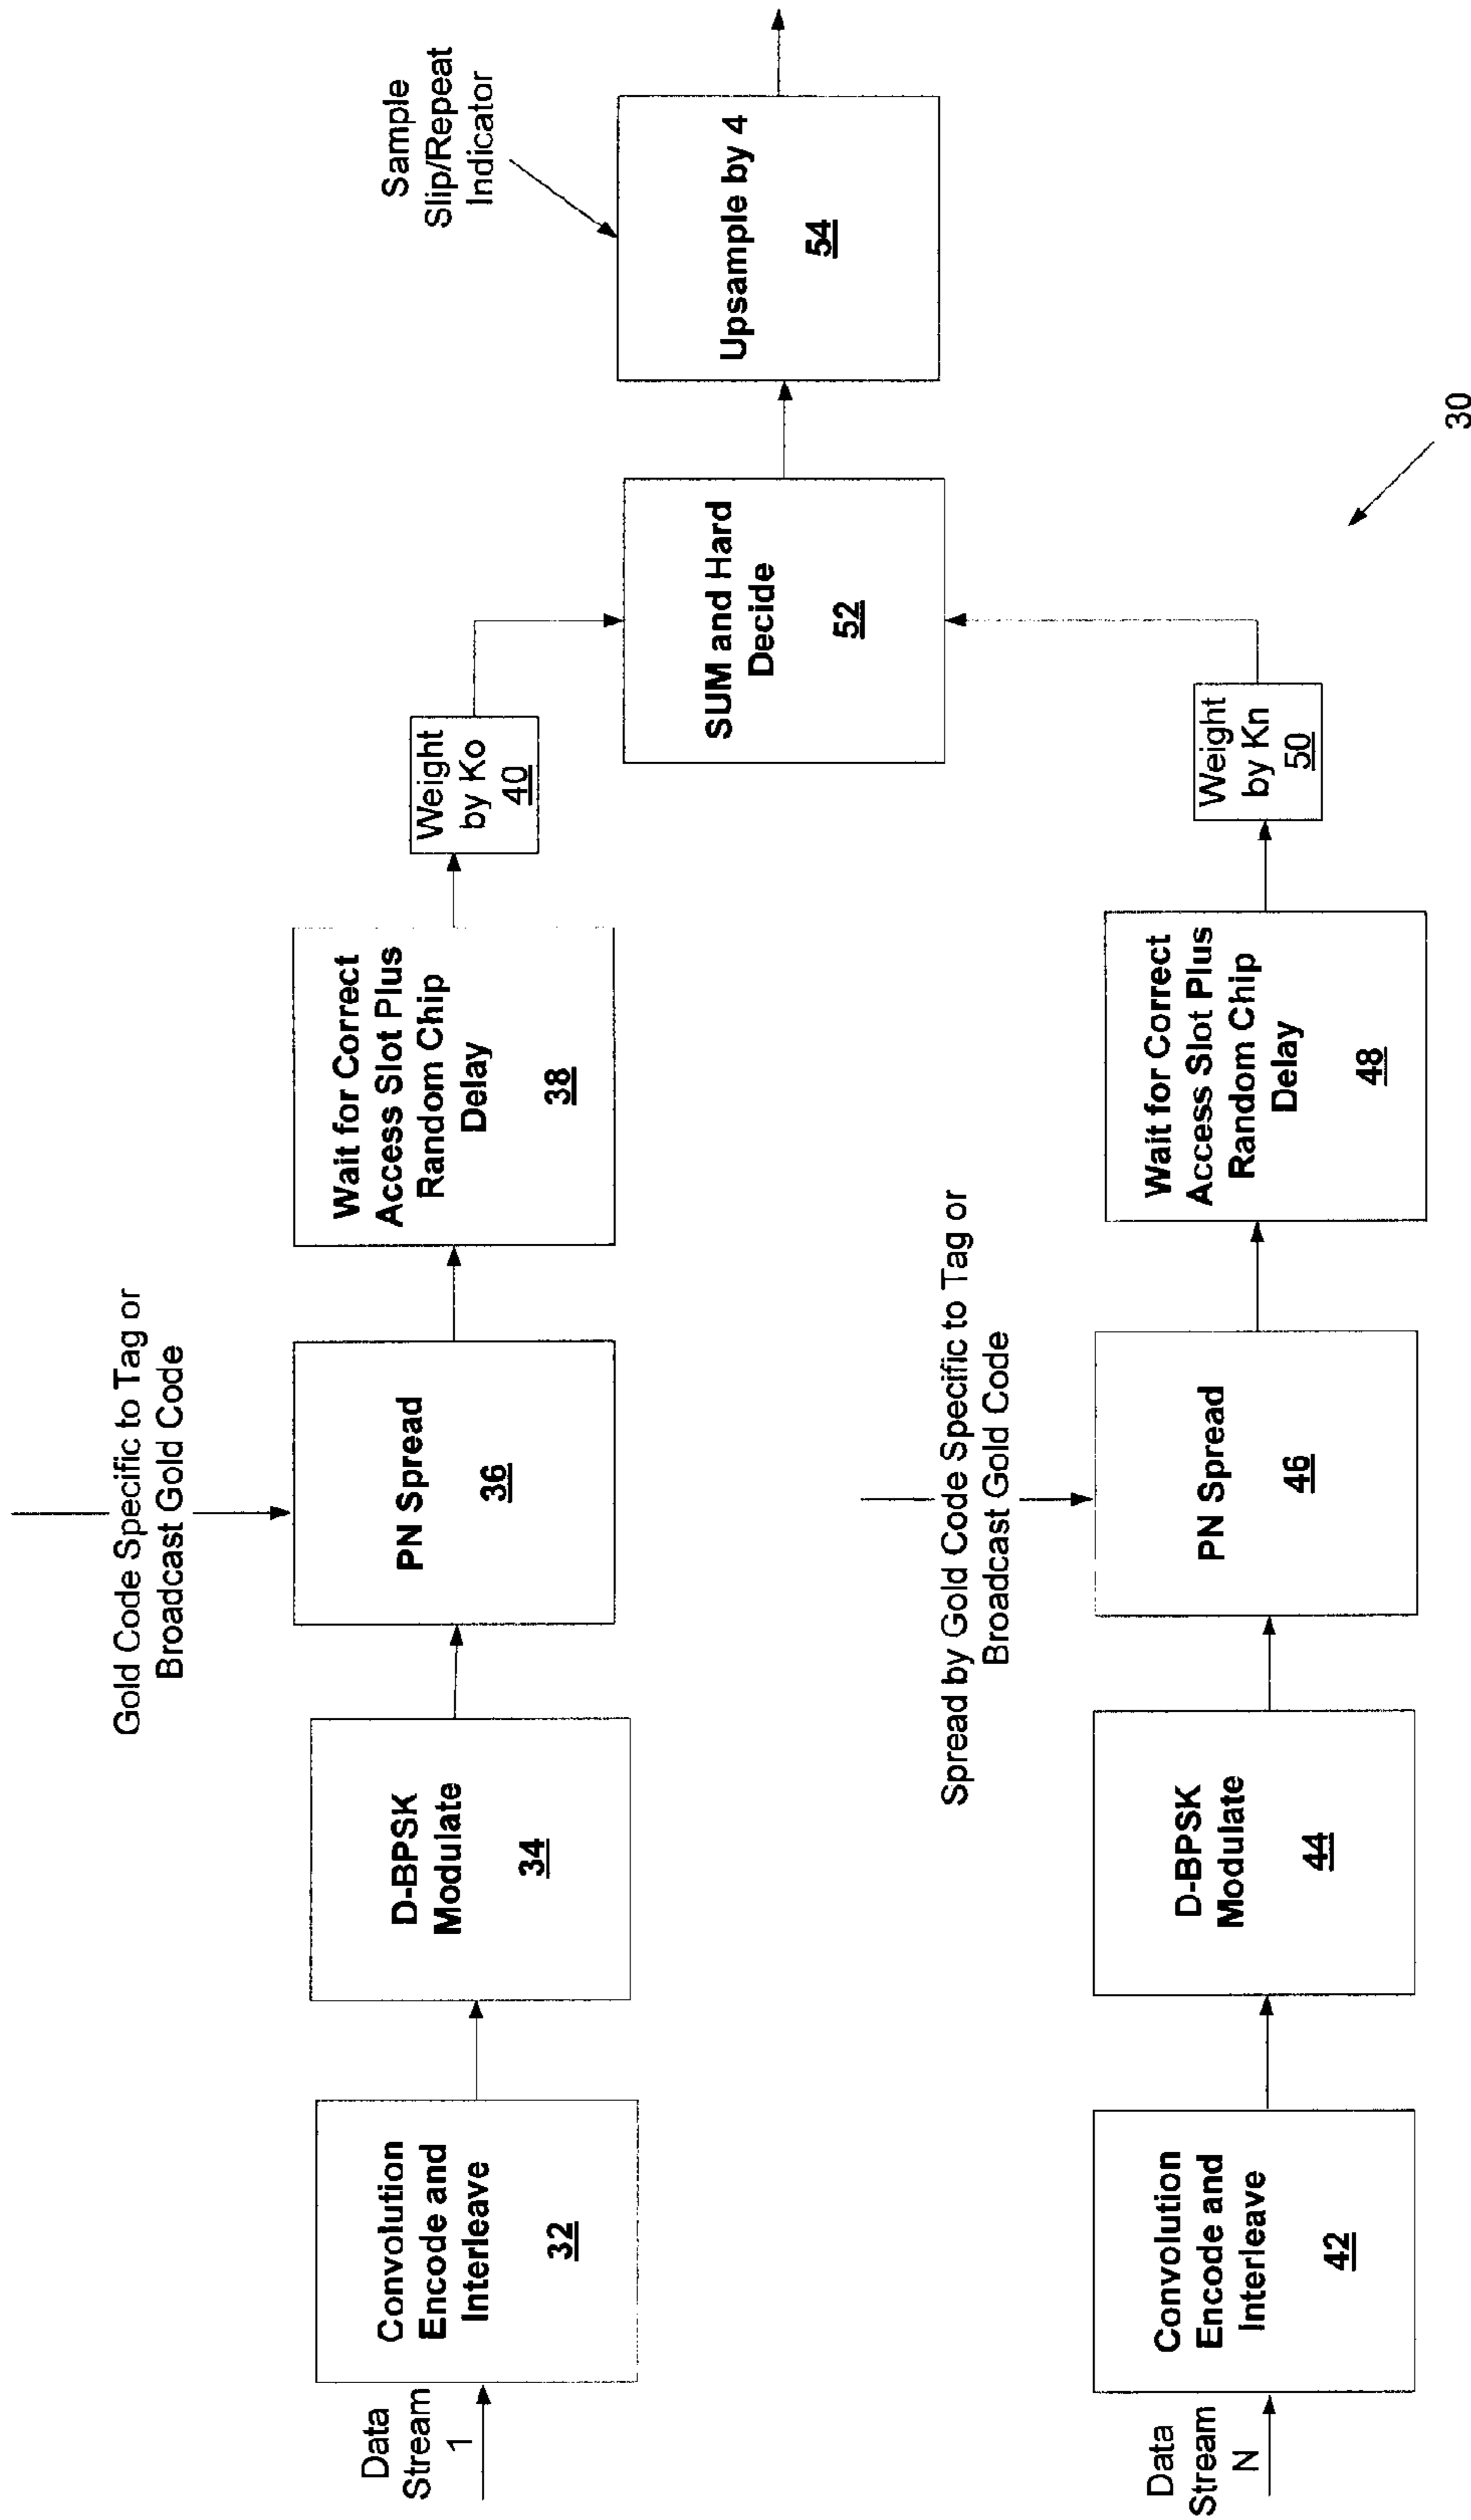 Data
Stream
1
Convolution
Encode and
Interleave
32
D-BPSK
Modulate
34
Gold Code Specific to Tag or
Broadcast Gold Code
PN Spread
36
Wait for Correct
Access Slot Plus
Random Chip
Delay
38
Weight
by Ko
40
SUM and Hard
Decide
52
Sample
Slip/Repeat
Indicator
Upsample by 4
54
Data
Stream
N
Convolution
Encode and
Interleave
42
D-BPSK
Modulate
44
Spread by Gold Code Specific to Tag or
Broadcast Gold Code
PN Spread
46
Wait for Correct
Access Slot Plus
Random Chip
Delay
48
Weight
by Kn
50
30